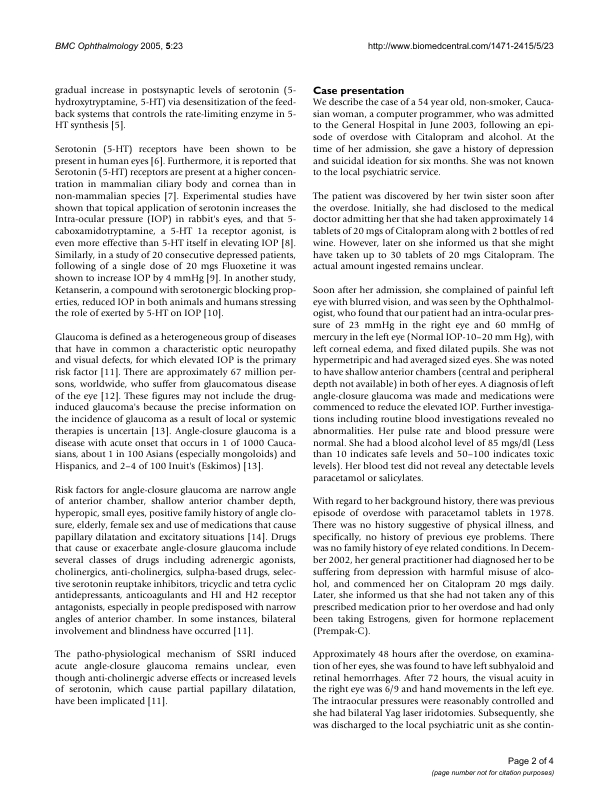 BMC Ophthalmology 2005, 5:23
http://www.biomedcentral.com/1471-2415/5/23
gradual increase in postsynaptic levels of serotonin (5-
hydroxytryptamine, 5-HT) via desensitization of the feed-
back systems that controls the rate-limiting enzyme in 5-
HT synthesis [5].
Serotonin (5-HT) receptors have been shown to be
present in human eyes [6]. Furthermore, it is reported that
Serotonin (5-HT) receptors are present at a higher concen-
tration in mammalian ciliary body and cornea than in
non-mammalian species [7]. Experimental studies have
shown that topical application of serotonin increases the
Intra-ocular pressure (IOP) in rabbit's eyes, and that 5-
caboxamidotryptamine, a 5-HT 1a receptor agonist, is
even more effective than 5-HT itself in elevating IOP [8].
Similarly, in a study of 20 consecutive depressed patients,
following of a single dose of 20 mgs Fluoxetine it was
shown to increase IOP by 4 mmHg [9]. In another study,
Ketanserin, a compound with serotonergic blocking prop-
erties, reduced IOP in both animals and humans stressing
the role of exerted by 5-HT on IOP [10].
Glaucoma is defined as a heterogeneous group of diseases
that have in common a characteristic optic neuropathy
and visual defects, for which elevated IOP is the primary
risk factor [11]. There are approximately 67 million per-
sons, worldwide, who suffer from glaucomatous disease
of the eye [12]. These figures may not include the drug-
induced glaucoma's because the precise information on
the incidence of glaucoma as a result of local or systemic
therapies is uncertain [13]. Angle-closure glaucoma is a
disease with acute onset that occurs in 1 of 1000 Cauca-
sians, about 1 in 100 Asians (especially mongoloids) and
Hispanics, and 2–4 of 100 Inuit's (Eskimos) [13].
Risk factors for angle-closure glaucoma are narrow angle
of anterior chamber, shallow anterior chamber depth,
hyperopic, small eyes, positive family history of angle clo-
sure, elderly, female sex and use of medications that cause
papillary dilatation and excitatory situations [14]. Drugs
that cause or exacerbate angle-closure glaucoma include
several classes of drugs including adrenergic agonists,
cholinergics, anti-cholinergics, sulpha-based drugs, selec-
tive serotonin reuptake inhibitors, tricyclic and tetra cyclic
antidepressants, anticoagulants and HI and H2 receptor
antagonists, especially in people predisposed with narrow
angles of anterior chamber. In some instances, bilateral
involvement and blindness have occurred [11].
The patho-physiological mechanism of SSRI induced
acute angle-closure glaucoma remains unclear, even
though anti-cholinergic adverse effects or increased levels
of serotonin, which cause partial papillary dilatation,
have been implicated [11].
Case presentation
We describe the case of a 54 year old, non-smoker, Cauca-
sian woman, a computer programmer, who was admitted
to the General Hospital in June 2003, following an epi-
sode of overdose with Citalopram and alcohol. At the
time of her admission, she gave a history of depression
and suicidal ideation for six months. She was not known
to the local psychiatric service.
The patient was discovered by her twin sister soon after
the overdose. Initially, she had disclosed to the medical
doctor admitting her that she had taken approximately 14
tablets of 20 mgs of Citalopram along with 2 bottles of red
wine. However, later on she informed us that she might
have taken up to 30 tablets of 20 mgs Citalopram. The
actual amount ingested remains unclear.
Soon after her admission, she complained of painful left
eye with blurred vision, and was seen by the Ophthalmol-
ogist, who found that our patient had an intra-ocular pres-
sure of 23 mmHg in the right eye and 60 mmHg of
mercury in the left eye (Normal IOP-10–20 mm Hg), with
left corneal edema, and fixed dilated pupils. She was not
hypermetropic and had averaged sized eyes. She was noted
to have shallow anterior chambers (central and peripheral
depth not available) in both of her eyes. A diagnosis of left
angle-closure glaucoma was made and medications were
commenced to reduce the elevated IOP. Further investiga-
tions including routine blood investigations revealed no
abnormalities. Her pulse rate and blood pressure were
normal. She had a blood alcohol level of 85 mgs/dl (Less
than 10 indicates safe levels and 50–100 indicates toxic
levels). Her blood test did not reveal any detectable levels
paracetamol or salicylates.
With regard to her background history, there was previous
episode of overdose with paracetamol tablets in 1978.
There was no history suggestive of physical illness, and
specifically, no history of previous eye problems. There
was no family history of eye related conditions. In Decem-
ber 2002, her general practitioner had diagnosed her to be
suffering from depression with harmful misuse of alco-
hol, and commenced her on Citalopram 20 mgs daily.
Later, she informed us that she had not taken any of this
prescribed medication prior to her overdose and had only
been taking Estrogens, given for hormone replacement
(Prempak-C).
Approximately 48 hours after the overdose, on examina-
tion of her eyes, she was found to have left subhyaloid and
retinal hemorrhages. After 72 hours, the visual acuity in
the right eye was 6/9 and hand movements in the left eye.
The intraocular pressures were reasonably controlled and
she had bilateral Yag laser iridotomies. Subsequently, she
was discharged to the local psychiatric unit as she contin-
Page 2 of 4
(page number not for citation purposes)